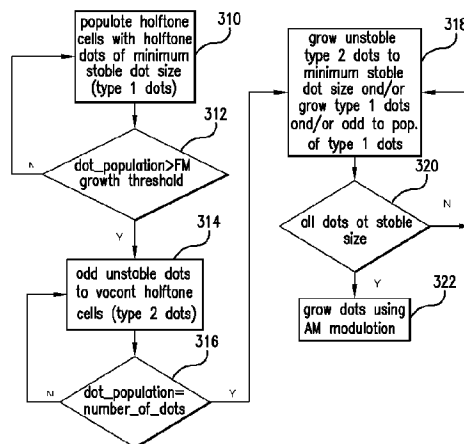 310
populate halftone
cells with halftone
dots of minimum
stable dot size
(type 1 dots)
312
dot_population>FM
growth threshold
N
Y
314
add unstable dots
to vacant halftone
cells (type 2 dots)
316
dot_population=
number_of_dots
N
Y
318
grow unstable
type 2 dots to
minimum stable
dot size and/or
grow type 1 dots
and/or add to pop.
of type 1 dots
320
all dots at stable
size
N
Y
322
grow dots using
AM modulation